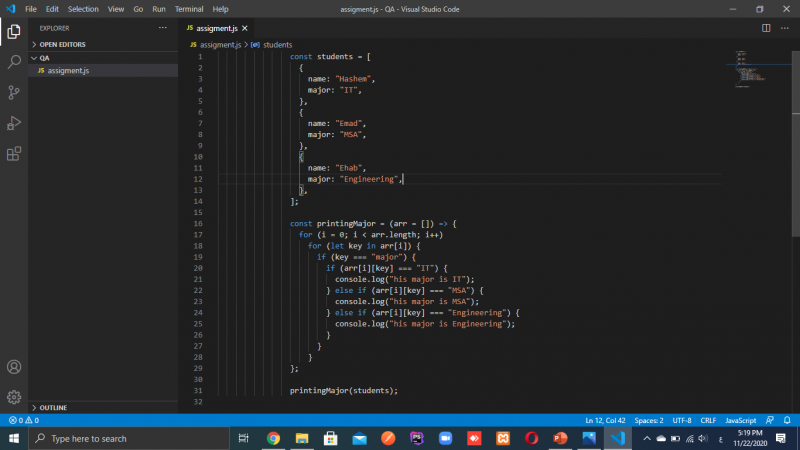 File Edit Selection View Go Run Terminal Help
assigment.js - QA - Visual Studio Code
EXPLORER
OPEN EDITORS
QA
JS assigment.js
OUTLINE
JS assigment.js
JS assigment.js > students
1 const students = [
2 {
3 name: "Hashem",
4 major: "IT",
5 },
6 {
7 name: "Emad",
8 major: "MSA",
9 },
10 {
11 name: "Ehab",
12 major: "Engineering",
13 },
14 ];
15
16 const printingMajor = (arr = []) => {
17 for (i = 0; i < arr.length; i++)
18 for (let key in arr[i]) {
19 if (key === "major") {
20 if (arr[i][key] === "IT") {
21 console.log("his major is IT");
22 } else if (arr[i][key] === "MSA") {
23 console.log("his major is MSA");
24 } else if (arr[i][key] === "Engineering") {
25 console.log("his major is Engineering");
26 }
27 }
28 }
29 };
30
31 printingMajor(students);
32
0 0 Ln 12, Col 42 Spaces: 2 UTF-8 CRLF JavaScript
Type here to search
PS
ع
5:19 PM
11/22/2020